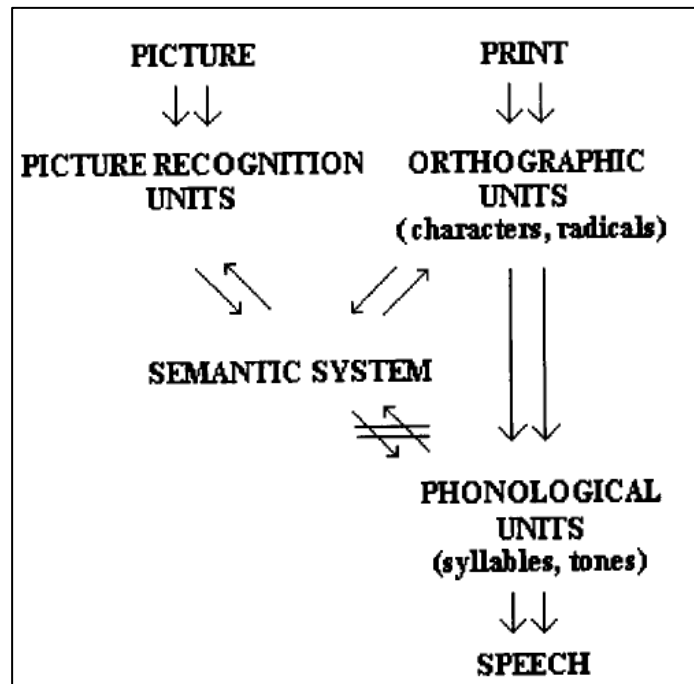 PICTURE
PRINT
PICTURE RECOGNITION
UNITS
ORTHOGRAPHIC
UNITS
(characters, radicals)
SEMANTIC SYSTEM
PHONOLOGICAL
UNITS
(syllables, tones)
SPEECH